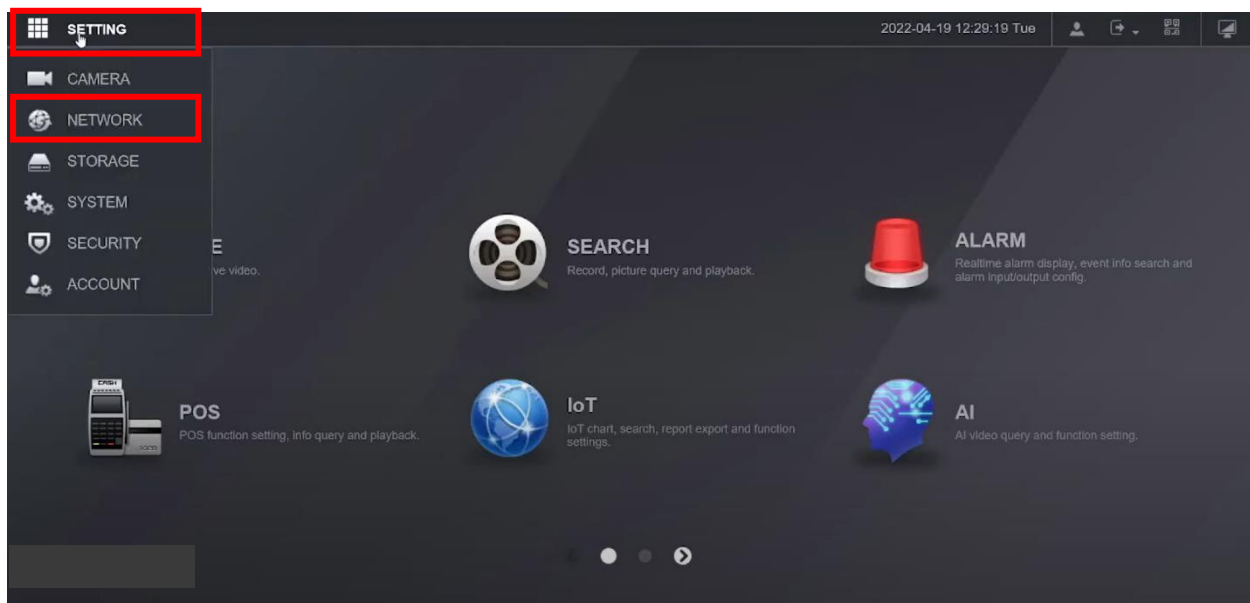 SETTING
2022-04-19 12:29:19 Tue
CAMERA
NETWORK
STORAGE
SYSTEM
SECURITY
ACCOUNT
E
ve video.
SEARCH
Record, picture query and playback.
ALARM
Realtime alarm display, event info search and
alarm input/output config.
CASH
POS
POS function setting, info query and playback.
IoT
IoT chart, search, report export and function
settings.
AI
AI video query and function setting.